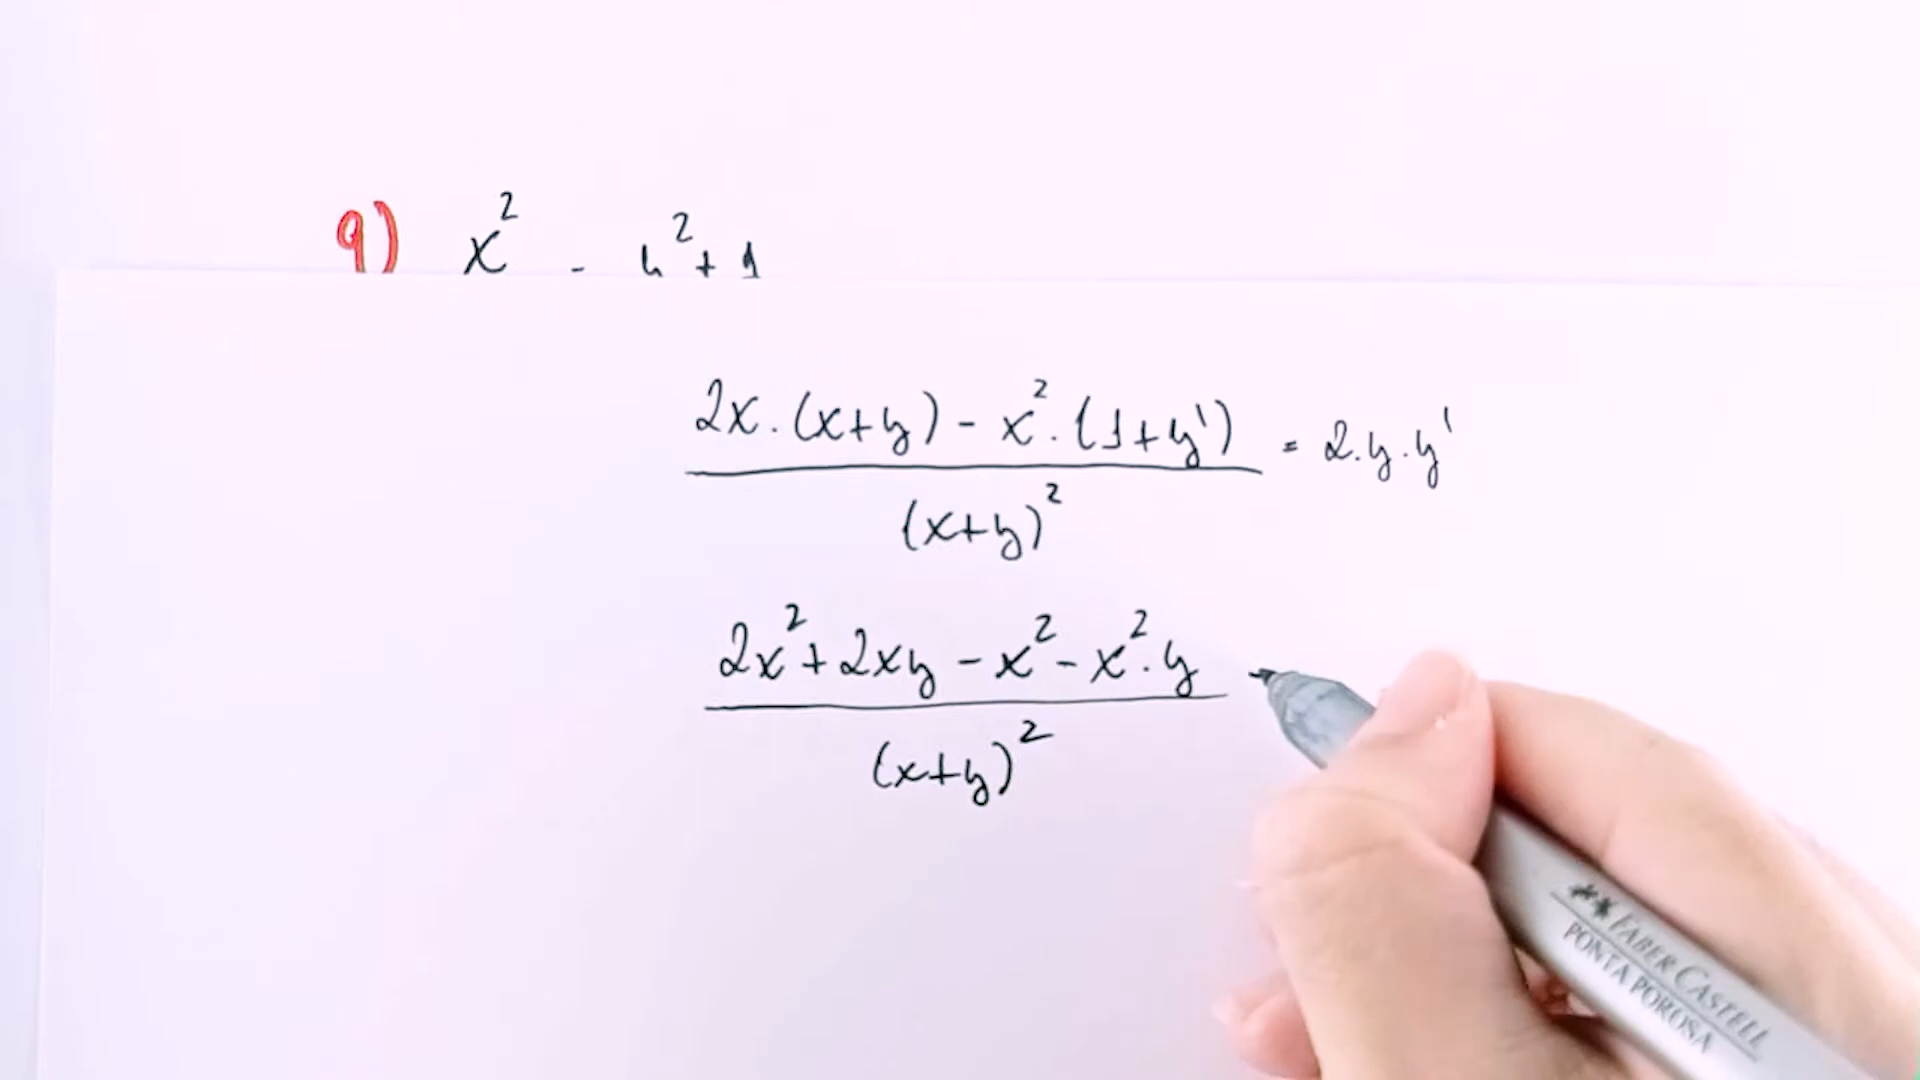 9) x² = y² + 1
2x.(x+y) - x².(1+y') = 2.y.y'
(x+y)²
2x² + 2xy - x² - x².y
(x+y)²
FABER CASTELL
PONTA POROSA